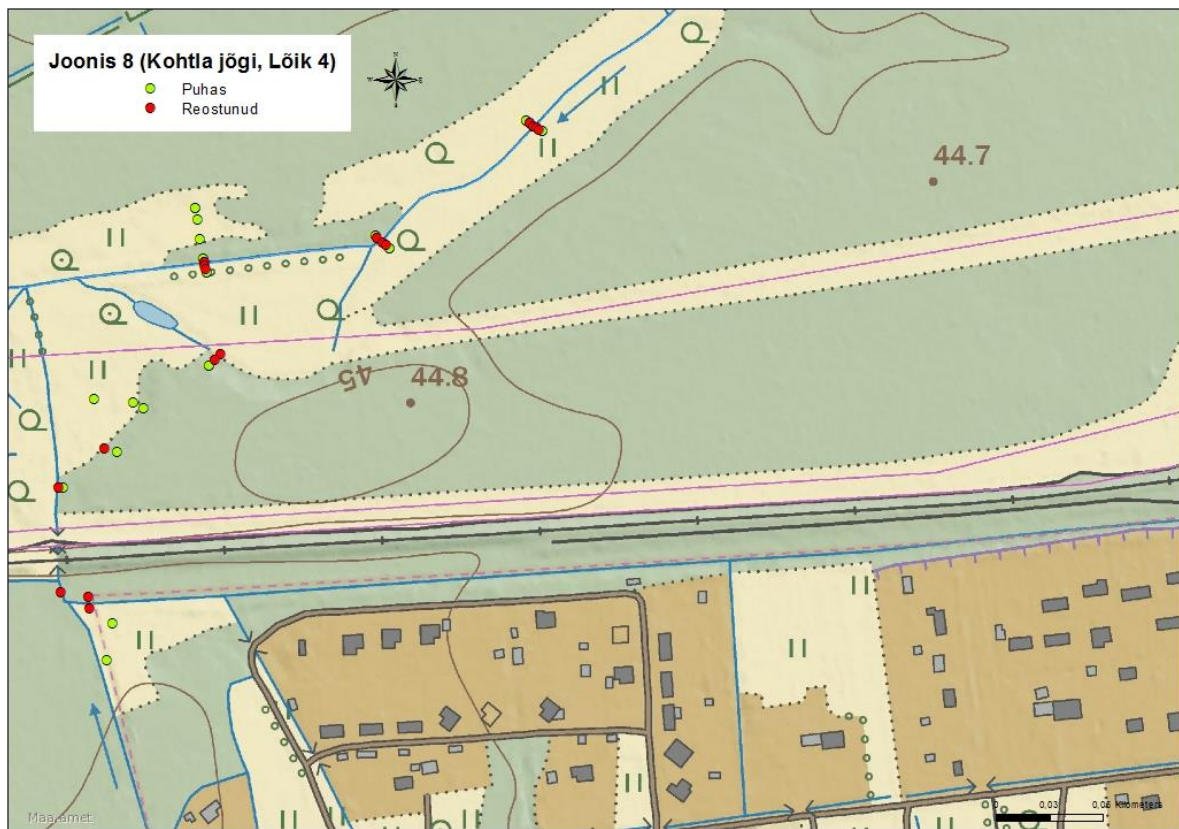 Joonis 8 (Kohtla jõgi, Lõik 4)
Puhas
Reostunud
N
W
E
S
44.7
45
44.8
Maa-amet
0 0,03 0,06 Kilometers